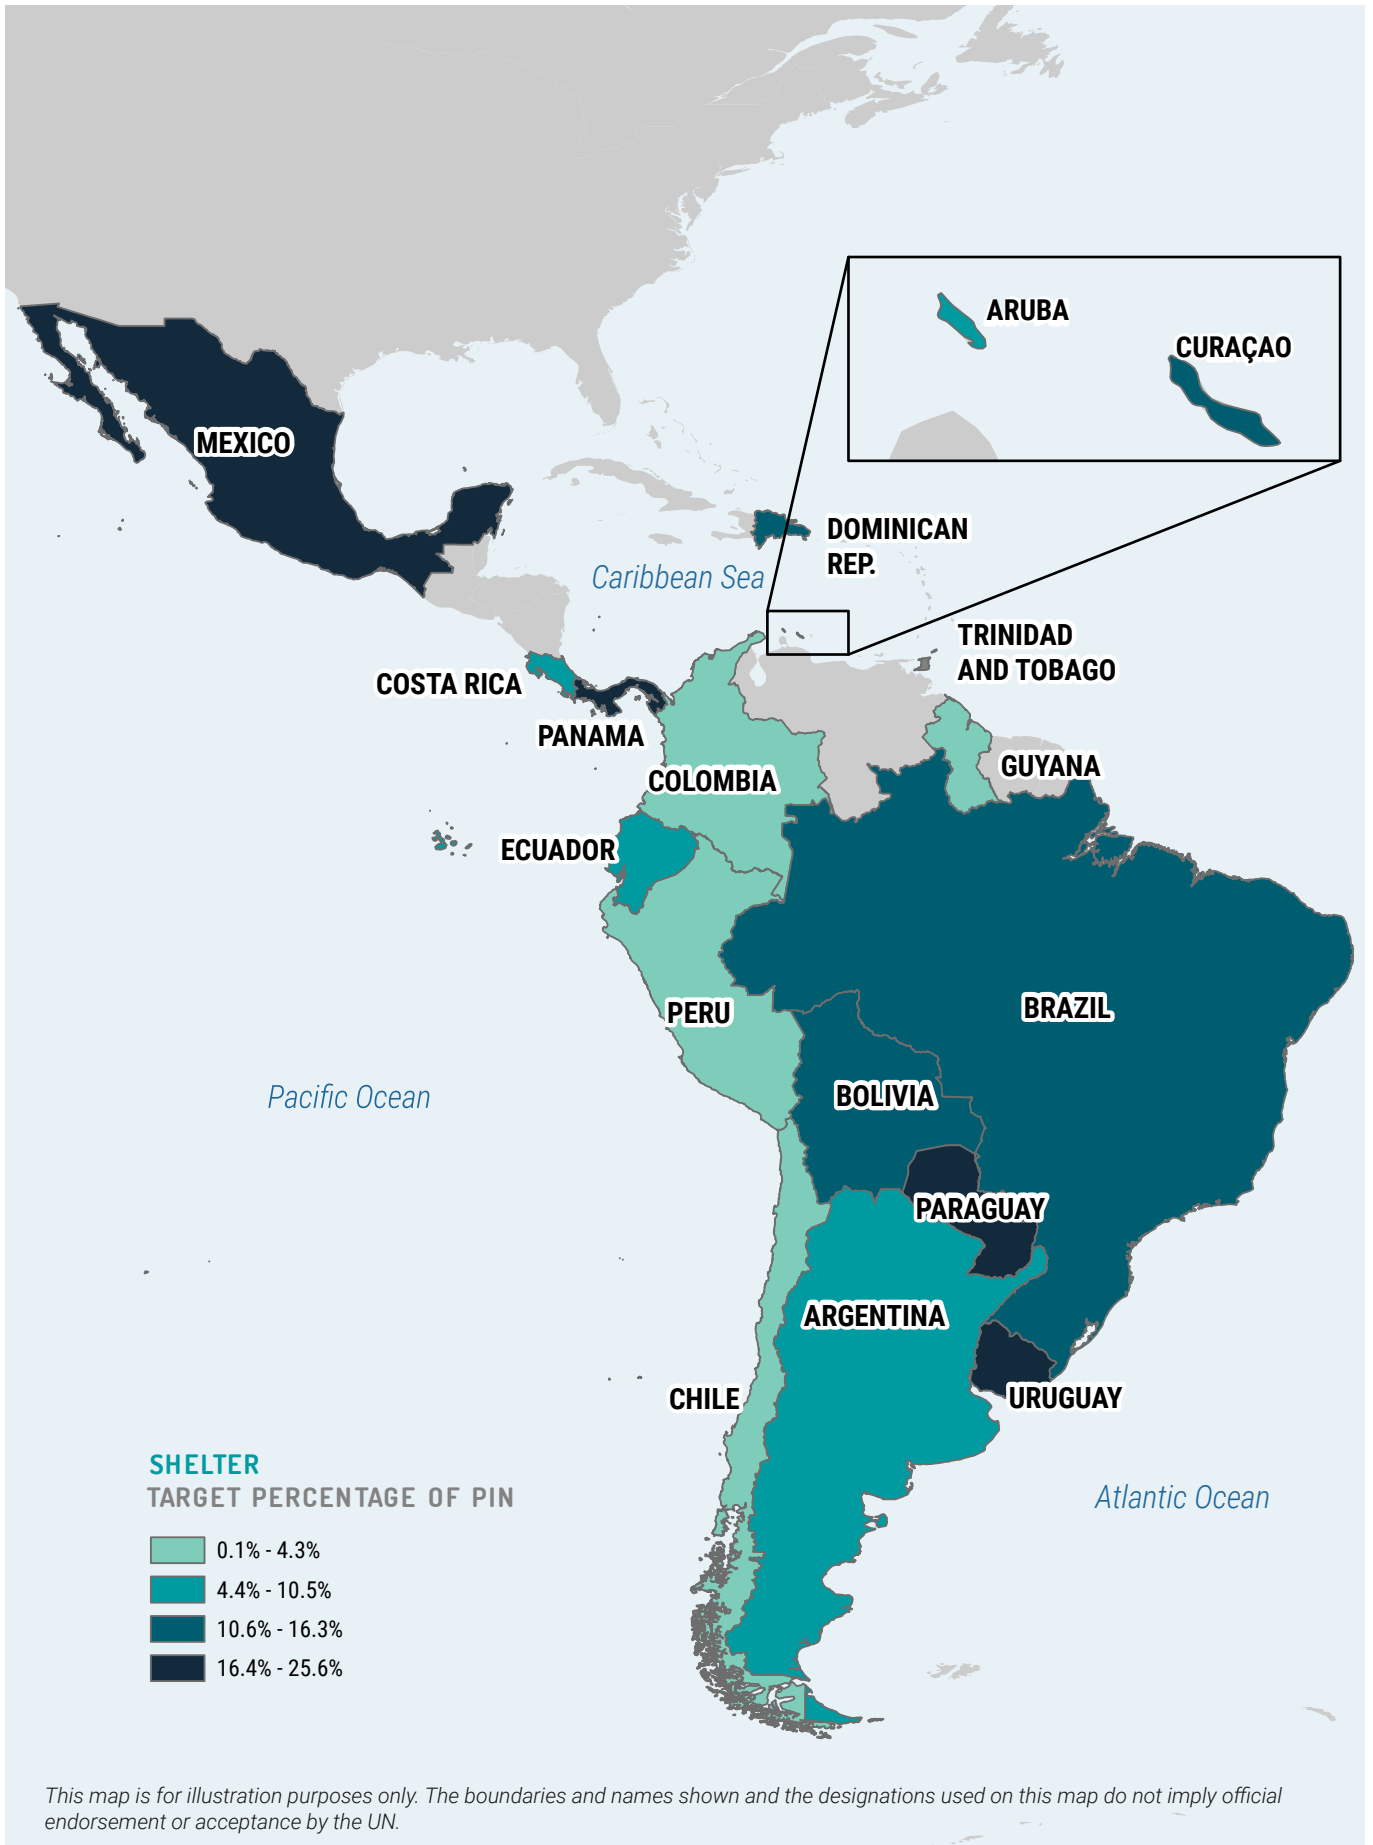 ARUBA
CURAÇAO
MEXICO
DOMINICAN
REP.
Caribbean Sea
TRINIDAD
AND TOBAGO
COSTA RICA
PANAMA
GUYANA
COLOMBIA
ECUADOR
BRAZIL
PERU
Pacific Ocean
BOLIVIA
PARAGUAY
ARGENTINA
CHILE
URUGUAY
Atlantic Ocean
SHELTER
TARGET PERCENTAGE OF PIN
0.1% - 4.3%
4.4% - 10.5%
10.6% - 16.3%
16.4% - 25.6%
This map is for illustration purposes only. The boundaries and names shown and the designations used on this map do not imply official
endorsement or acceptance by the UN.